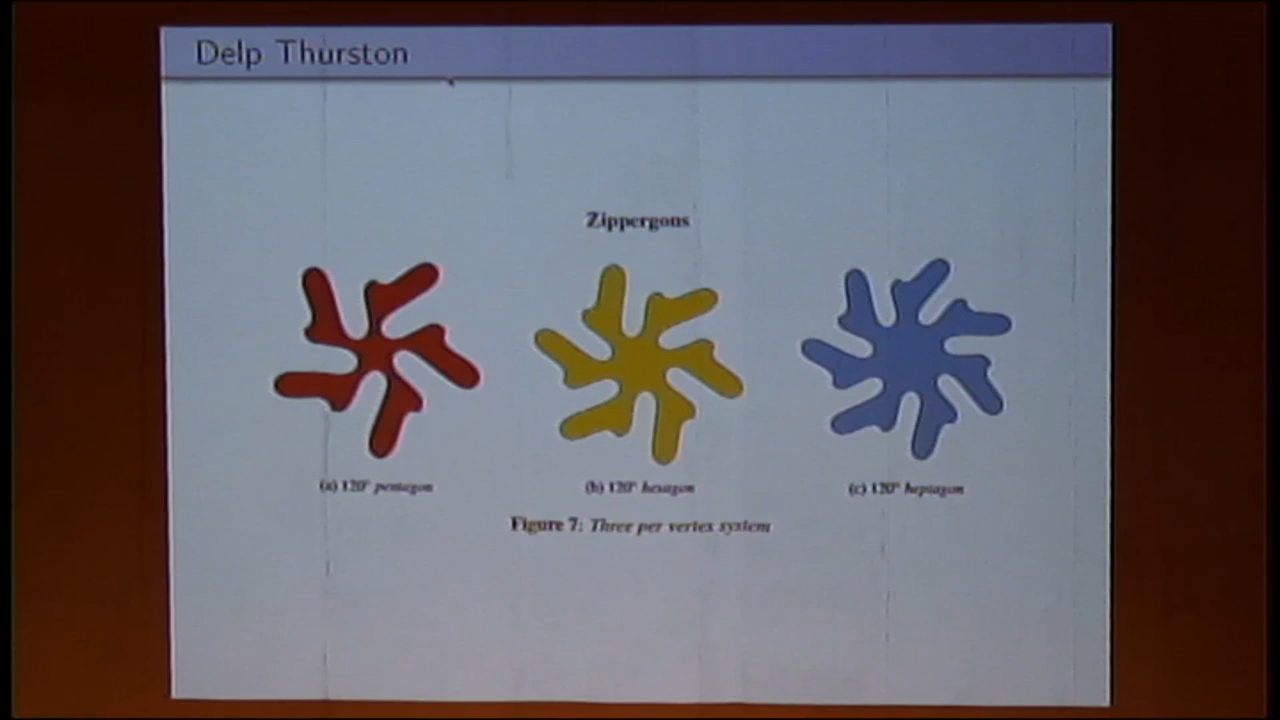 Delp Thurston
Zippergons
(a) 120° pentagon
(b) 120° hexagon
(c) 120° heptagon
Figure 7: Three per vertex system